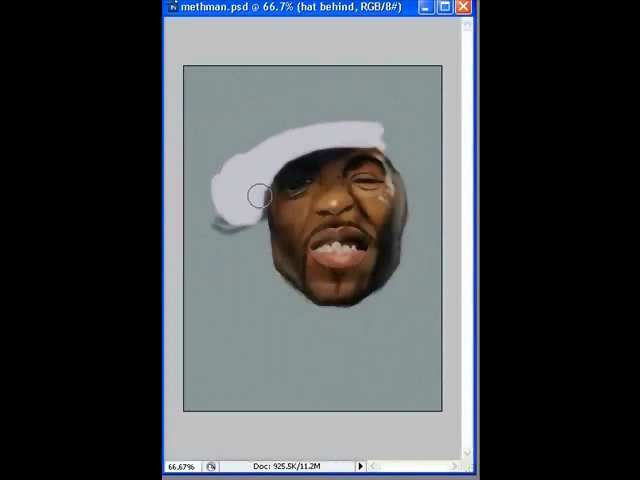 methman.psd @ 66.7% (hat behind, RGB/8#)
66.67%
Doc: 925.5K/11.2M